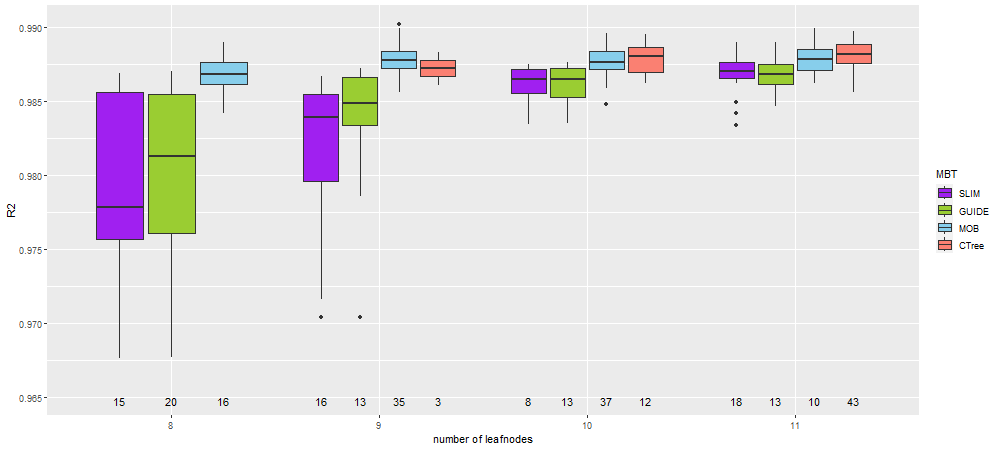 0.990
0.985
0.980
0.975
0.970
0.965
R2
15 20 16 16 13 35 3 8 13 37 12 18 13 10 43
8 9 10 11
number of leafnodes
MBT
SLIM
GUIDE
MOB
CTree